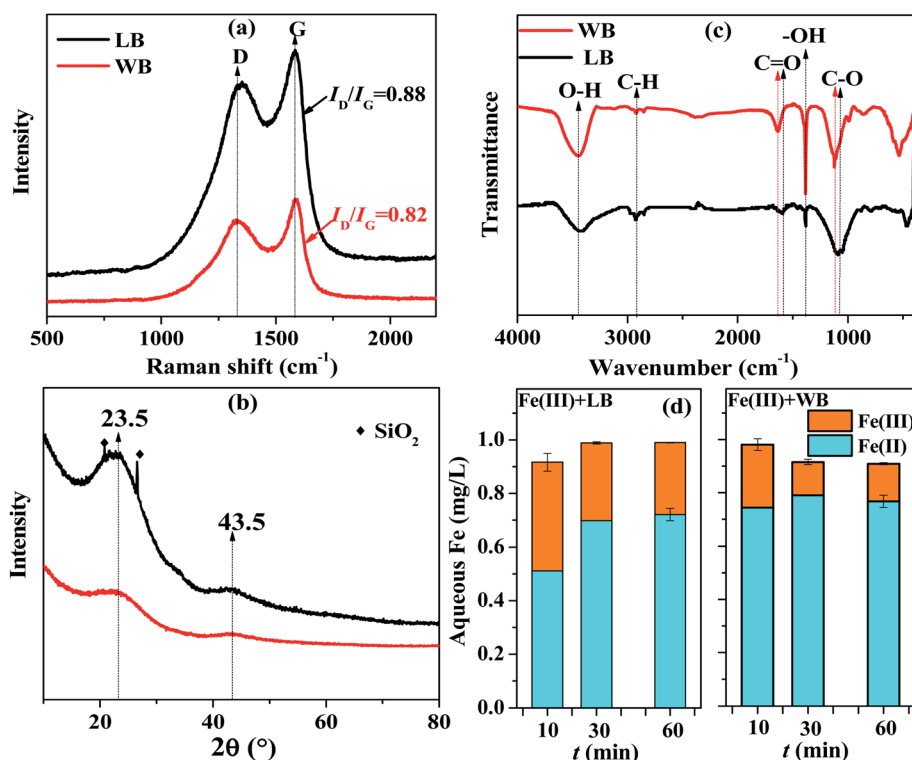 (a)
LB
WB
D
G
I_D/I_G=0.88
I_D/I_G=0.82
Intensity
500 1000 1500 2000
Raman shift (cm⁻¹)
(c)
WB
LB
O-H
C-H
C=O
-OH
C-O
Transmittance
4000 3000 2000 1000
Wavenumber (cm⁻¹)
(b)
23.5
43.5
♦ SiO₂
Intensity
20 40 60 80
2θ (°)
Fe(III)+LB
(d)
Fe(III)+WB
Fe(III)
Fe(II)
Aqueous Fe (mg/L)
1.0
0.8
0.6
0.4
0.2
0.0
10 30 60
t (min)
10 30 60
t (min)